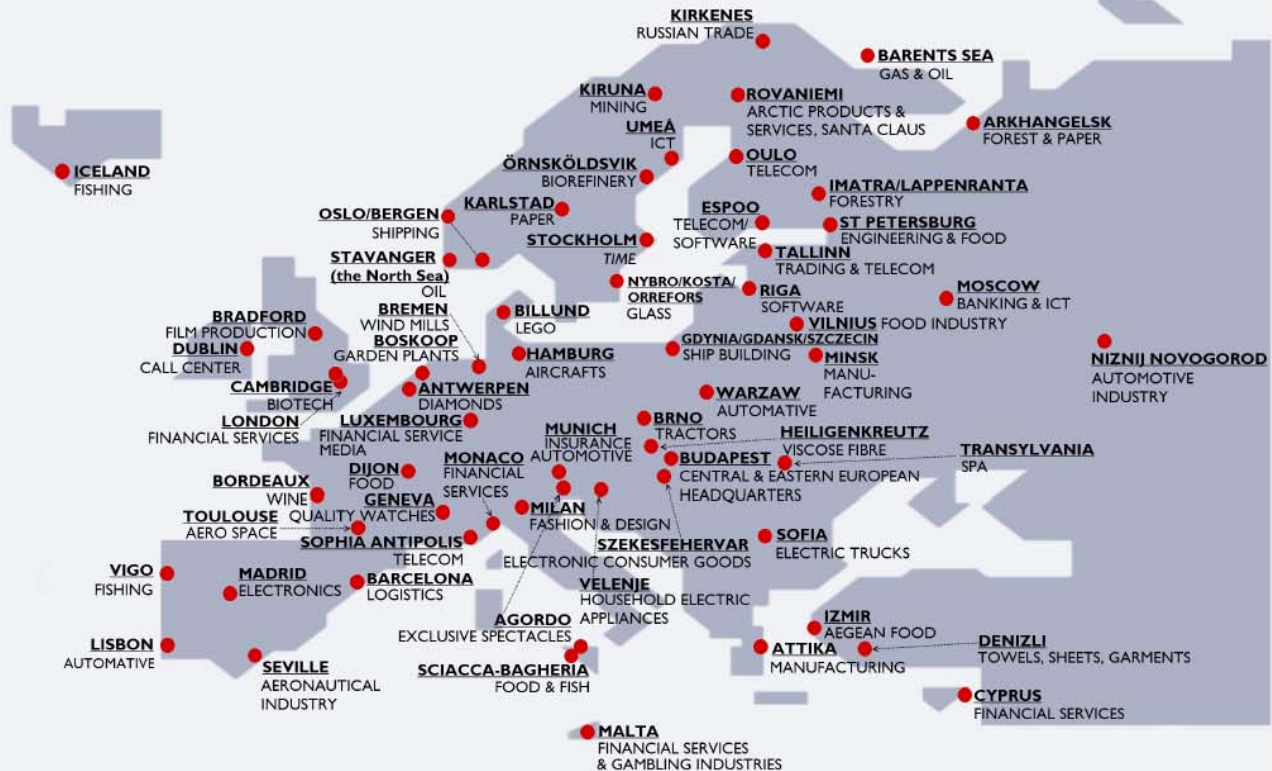 KIRKENES
RUSSIAN TRADE
BARENTS SEA
GAS & OIL
KIRUNA
MINING
ROVANIEMI
ARCTIC PRODUCTS &
SERVICES, SANTA CLAUS
ARKHANGELSK
FOREST & PAPER
UMEÅ
ICT
ICELAND
FISHING
ÖRNSKÖLDSVIK
BIOREFINERY
OULO
TELECOM
IMATRA/LAPPENRANTA
FORESTRY
KARLSTAD
PAPER
OSLO/BERGEN
SHIPPING
ESPOO
TELECOM/
SOFTWARE
ST PETERSBURG
ENGINEERING & FOOD
STOCKHOLM
TIME
STAVANGER
(the North Sea)
OIL
TALLINN
TRADING & TELECOM
NYBRO/KOSTA/
ORREFORS
GLASS
RIGA
SOFTWARE
MOSCOW
BANKING & ICT
BREMEN
WIND MILLS
BILLUND
LEGO
BRADFORD
FILM PRODUCTION
VILNIUS FOOD INDUSTRY
BOSKOOP
GARDEN PLANTS
DUBLIN
CALL CENTER
HAMBURG
AIRCRAFTS
GDYNIA/GDANSK/SZCZECIN
SHIP BUILDING
MINSK
MANU-
FACTURING
NIZNIJ NOVOGOROD
AUTOMOTIVE
INDUSTRY
CAMBRIDGE
BIOTECH
ANTWERPEN
DIAMONDS
WARZAW
AUTOMATIVE
LONDON
FINANCIAL SERVICES
LUXEMBOURG
FINANCIAL SERVICE
MEDIA
MUNICH
INSURANCE
AUTOMOTIVE
BRNO
TRACTORS
HEILIGENKREUTZ
VISCOSE FIBRE
TRANSYLVANIA
SPA
MONACO
FINANCIAL
SERVICES
BUDAPEST
CENTRAL & EASTERN EUROPEAN
HEADQUARTERS
DIJON
FOOD
BORDEAUX
WINE
GENEVA
QUALITY WATCHES
MILAN
FASHION & DESIGN
TOULOUSE
AERO SPACE
SOPHIA ANTIPOLIS
TELECOM
SZEKESFEHERVAR
ELECTRONIC CONSUMER GOODS
SOFIA
ELECTRIC TRUCKS
VIGO
FISHING
MADRID
ELECTRONICS
BARCELONA
LOGISTICS
VELENJE
HOUSEHOLD ELECTRIC
APPLIANCES
AGORDO
EXCLUSIVE SPECTACLES
IZMIR
AEGEAN FOOD
LISBON
AUTOMATIVE
SEVILLE
AERONAUTICAL
INDUSTRY
SCIACCA-BAGHERIA
FOOD & FISH
ATTIKA
MANUFACTURING
DENIZLI
TOWELS, SHEETS, GARMENTS
CYPRUS
FINANCIAL SERVICES
MALTA
FINANCIAL SERVICES
& GAMBLING INDUSTRIES